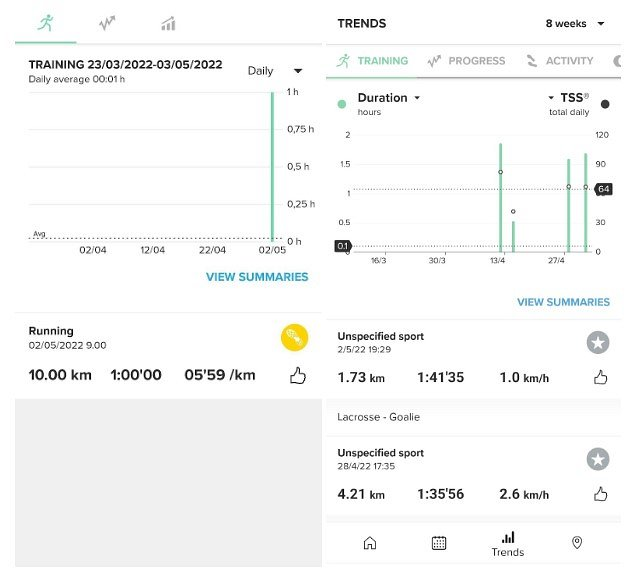 TRAINING 23/03/2022-03/05/2022
Daily average 00:01 h
Daily
1 h
0,75 h
0,5 h
0,25 h
Avg
0 h
02/04 12/04 22/04 02/05
VIEW SUMMARIES
Running
02/05/2022 9.00
10.00 km 1:00'00 05'59 /km
TRENDS
8 weeks
TRAINING PROGRESS ACTIVITY
Duration
hours
TSS®
total daily
2 120
1.5 90
1 64
0.5 30
0.1 0
16/3 30/3 13/4 27/4
VIEW SUMMARIES
Unspecified sport
2/5/22 19:29
1.73 km 1:41'35 1.0 km/h
Lacrosse - Goalie
Unspecified sport
28/4/22 17:35
4.21 km 1:35'56 2.6 km/h
Trends